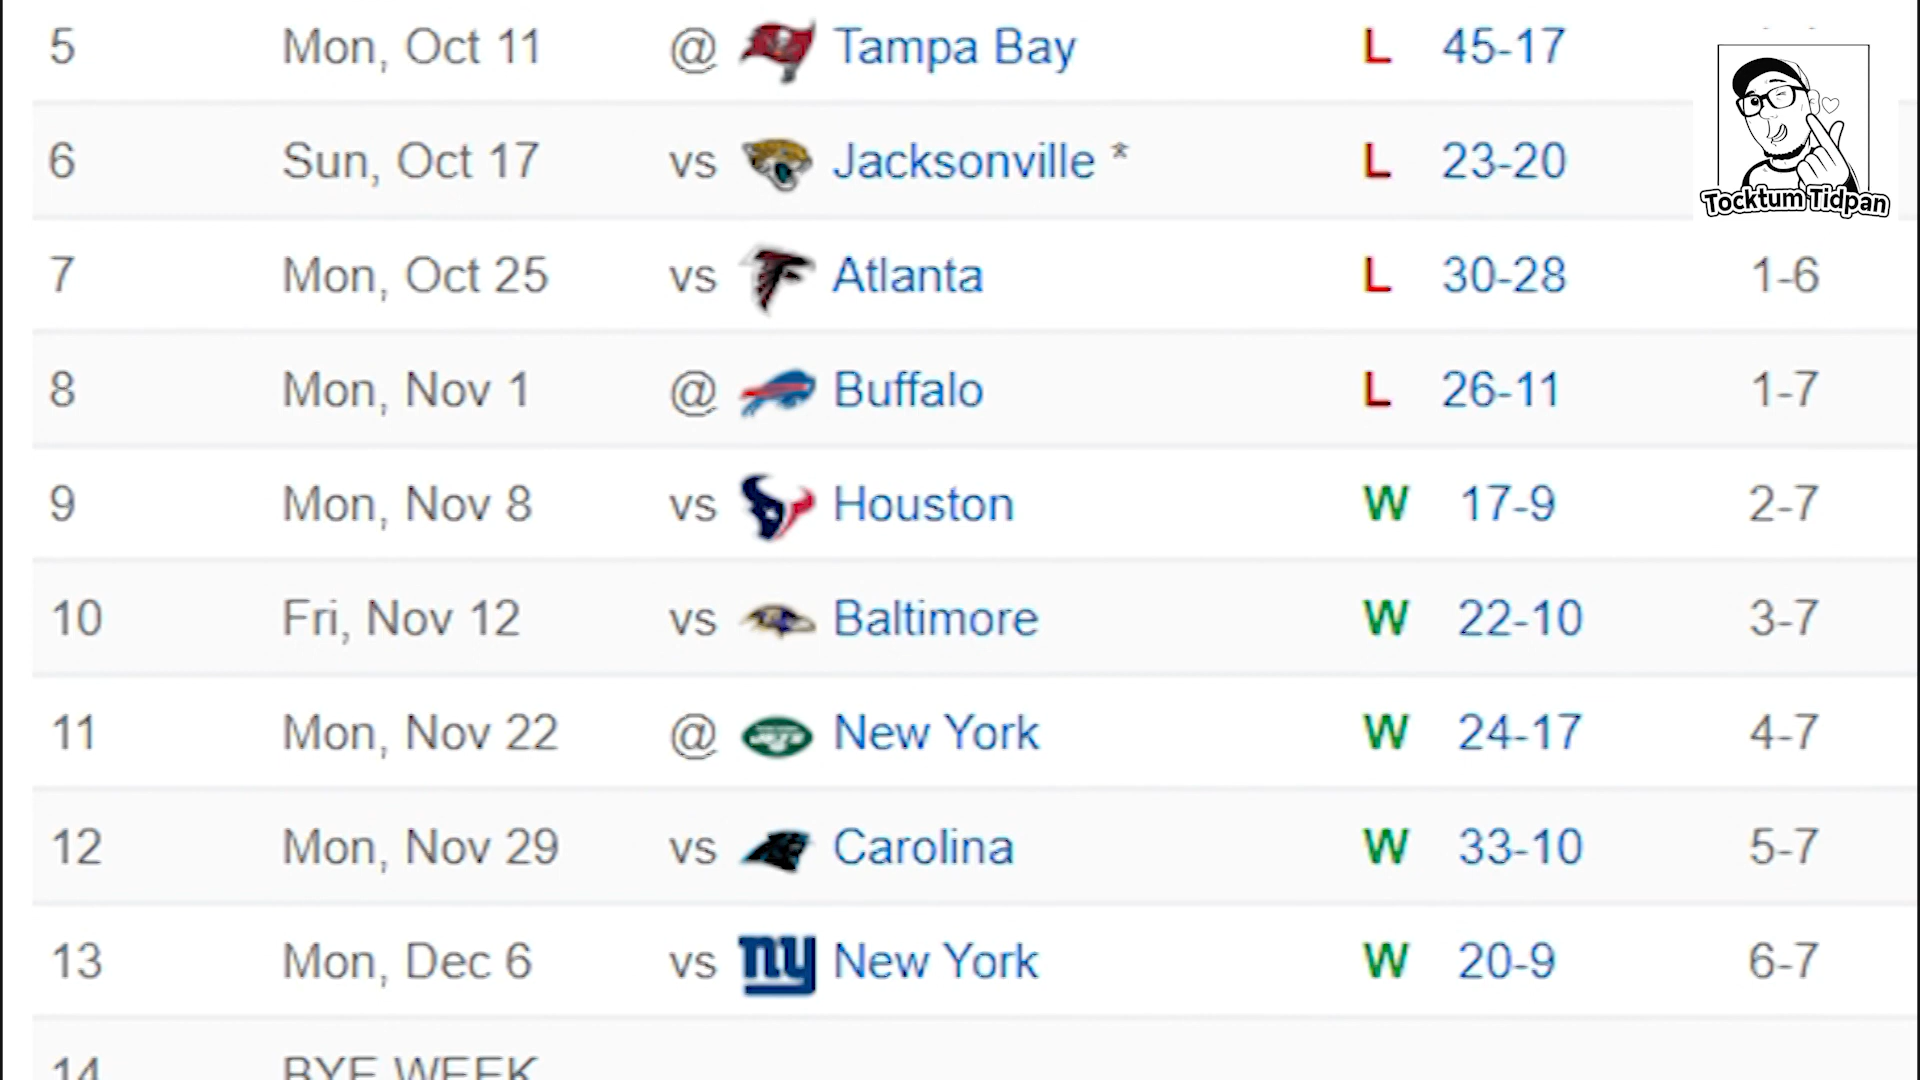 5 Mon, Oct 11 @ Tampa Bay L 45-17
6 Sun, Oct 17 vs Jacksonville * L 23-20
Tocktum Tidpan
7 Mon, Oct 25 vs Atlanta L 30-28 1-6
8 Mon, Nov 1 @ Buffalo L 26-11 1-7
9 Mon, Nov 8 vs Houston W 17-9 2-7
10 Fri, Nov 12 vs Baltimore W 22-10 3-7
11 Mon, Nov 22 @ JETS New York W 24-17 4-7
12 Mon, Nov 29 vs Carolina W 33-10 5-7
13 Mon, Dec 6 vs ny New York W 20-9 6-7
14 BYE WEEK